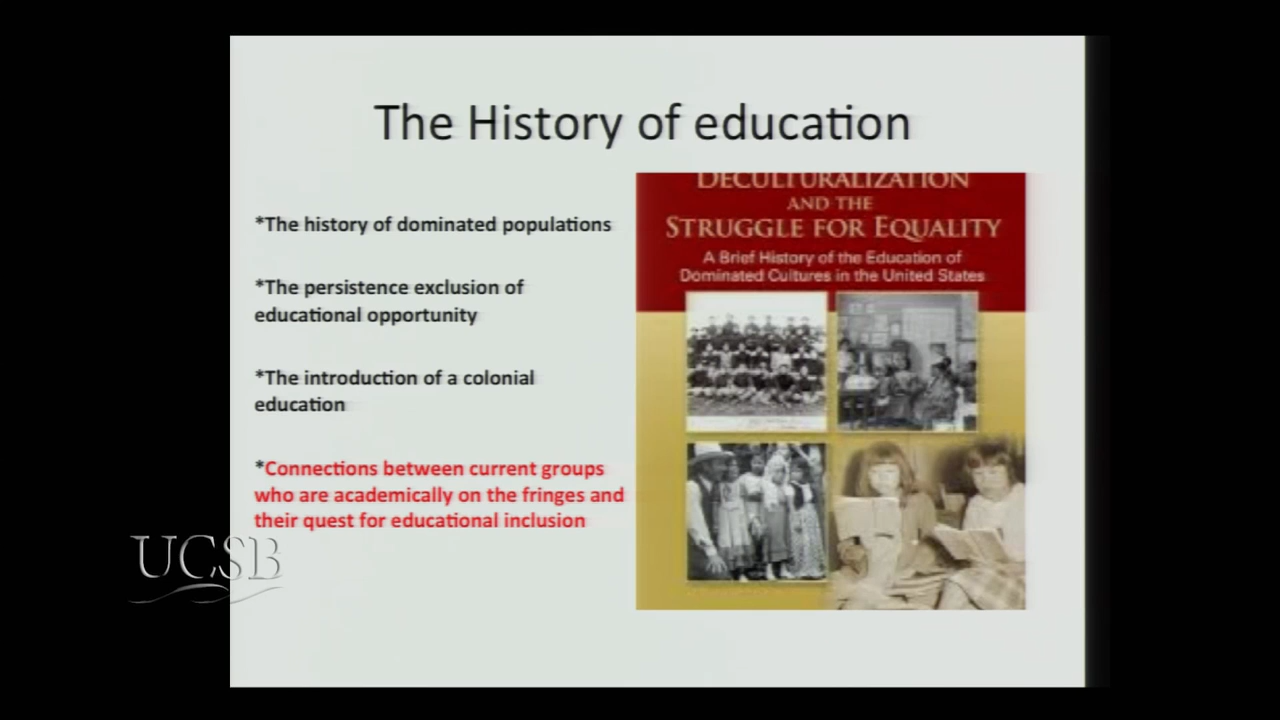 The History of education
*The history of dominated populations
*The persistence exclusion of
educational opportunity
*The introduction of a colonial
education
*Connections between current groups
who are academically on the fringes and
their quest for educational inclusion
DECULTURALIZATION
AND THE
STRUGGLE FOR EQUALITY
A Brief History of the Education of
Dominated Cultures in the United States
UCSB